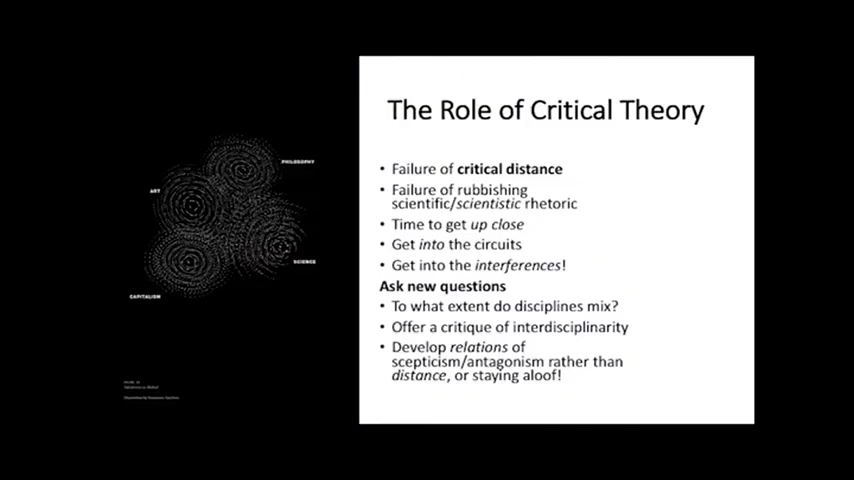 PHILOSOPHY
ART
SCIENCE
CAPITALISM
The Role of Critical Theory
• Failure of critical distance
• Failure of rubbishing
scientific/scientistic rhetoric
• Time to get up close
• Get into the circuits
• Get into the interferences!
Ask new questions
• To what extent do disciplines mix?
• Offer a critique of interdisciplinarity
• Develop relations of
scepticism/antagonism rather than
distance, or staying aloof!